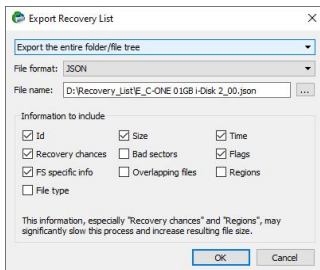 Export Recovery List
Export the entire folder/file tree
File format: JSON
File name: D:\Recovery_List\E_C-ONE 01GB i-Disk 2_00.json ...
Information to include
Id Size Time
Recovery chances Bad sectors Flags
FS specific info Overlapping files Regions
File type
This information, especially "Recovery chances" and "Regions", may
significantly slow this process and increase resulting file size.
OK Cancel